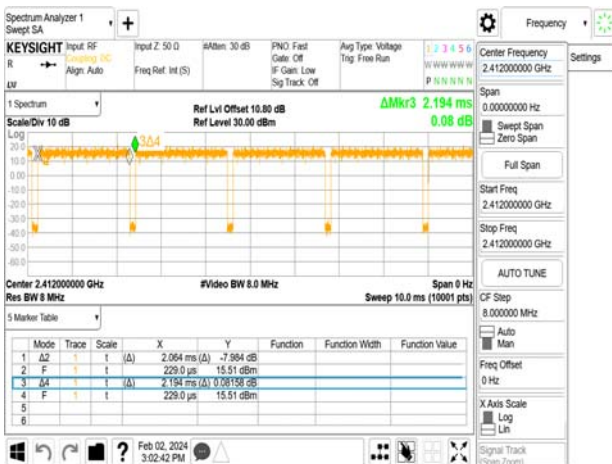 Spectrum Analyzer 1
Swept SA
+
Frequency
KEYSIGHT Input: RF Input Z: 50 Ω #Atten: 30 dB PNO: Fast Avg Type: Voltage 1 2 3 4 5 6
R Coupling: DC Gate: Off Trig: Free Run W W W W W W
Align: Auto Freq Ref: Int (S) IF Gain: Low
Sig Track: Off P N N N N N
LW
1 Spectrum
Ref Lvl Offset 10.80 dB ΔMkr3 2.194 ms
Scale/Div 10 dB Ref Level 30.00 dBm 0.08 dB
Log
3Δ4
20.0
10.0
0.00
-10.0
-20.0
-30.0
-40.0
-50.0
-60.0
Center 2.412000000 GHz #Video BW 8.0 MHz Span 0 Hz
Res BW 8 MHz Sweep 10.0 ms (10001 pts)
5 Marker Table
Mode Trace Scale X Y Function Function Width Function Value
1 Δ2 1 t (Δ) 2.064 ms (Δ) -7.984 dB
2 F 1 t 229.0 µs 15.51 dBm
3 Δ4 1 t (Δ) 2.194 ms (Δ) 0.08158 dB
4 F 1 t 229.0 µs 15.51 dBm
5
6
?
Feb 02, 2024
3:02:42 PM
Center Frequency
2.412000000 GHz
Settings
Span
0.00000000 Hz
Swept Span
Zero Span
Full Span
Start Freq
2.412000000 GHz
Stop Freq
2.412000000 GHz
AUTO TUNE
CF Step
8.000000 MHz
Auto
Man
Freq Offset
0 Hz
X Axis Scale
Log
Lin
Signal Track
(Span Zoom)